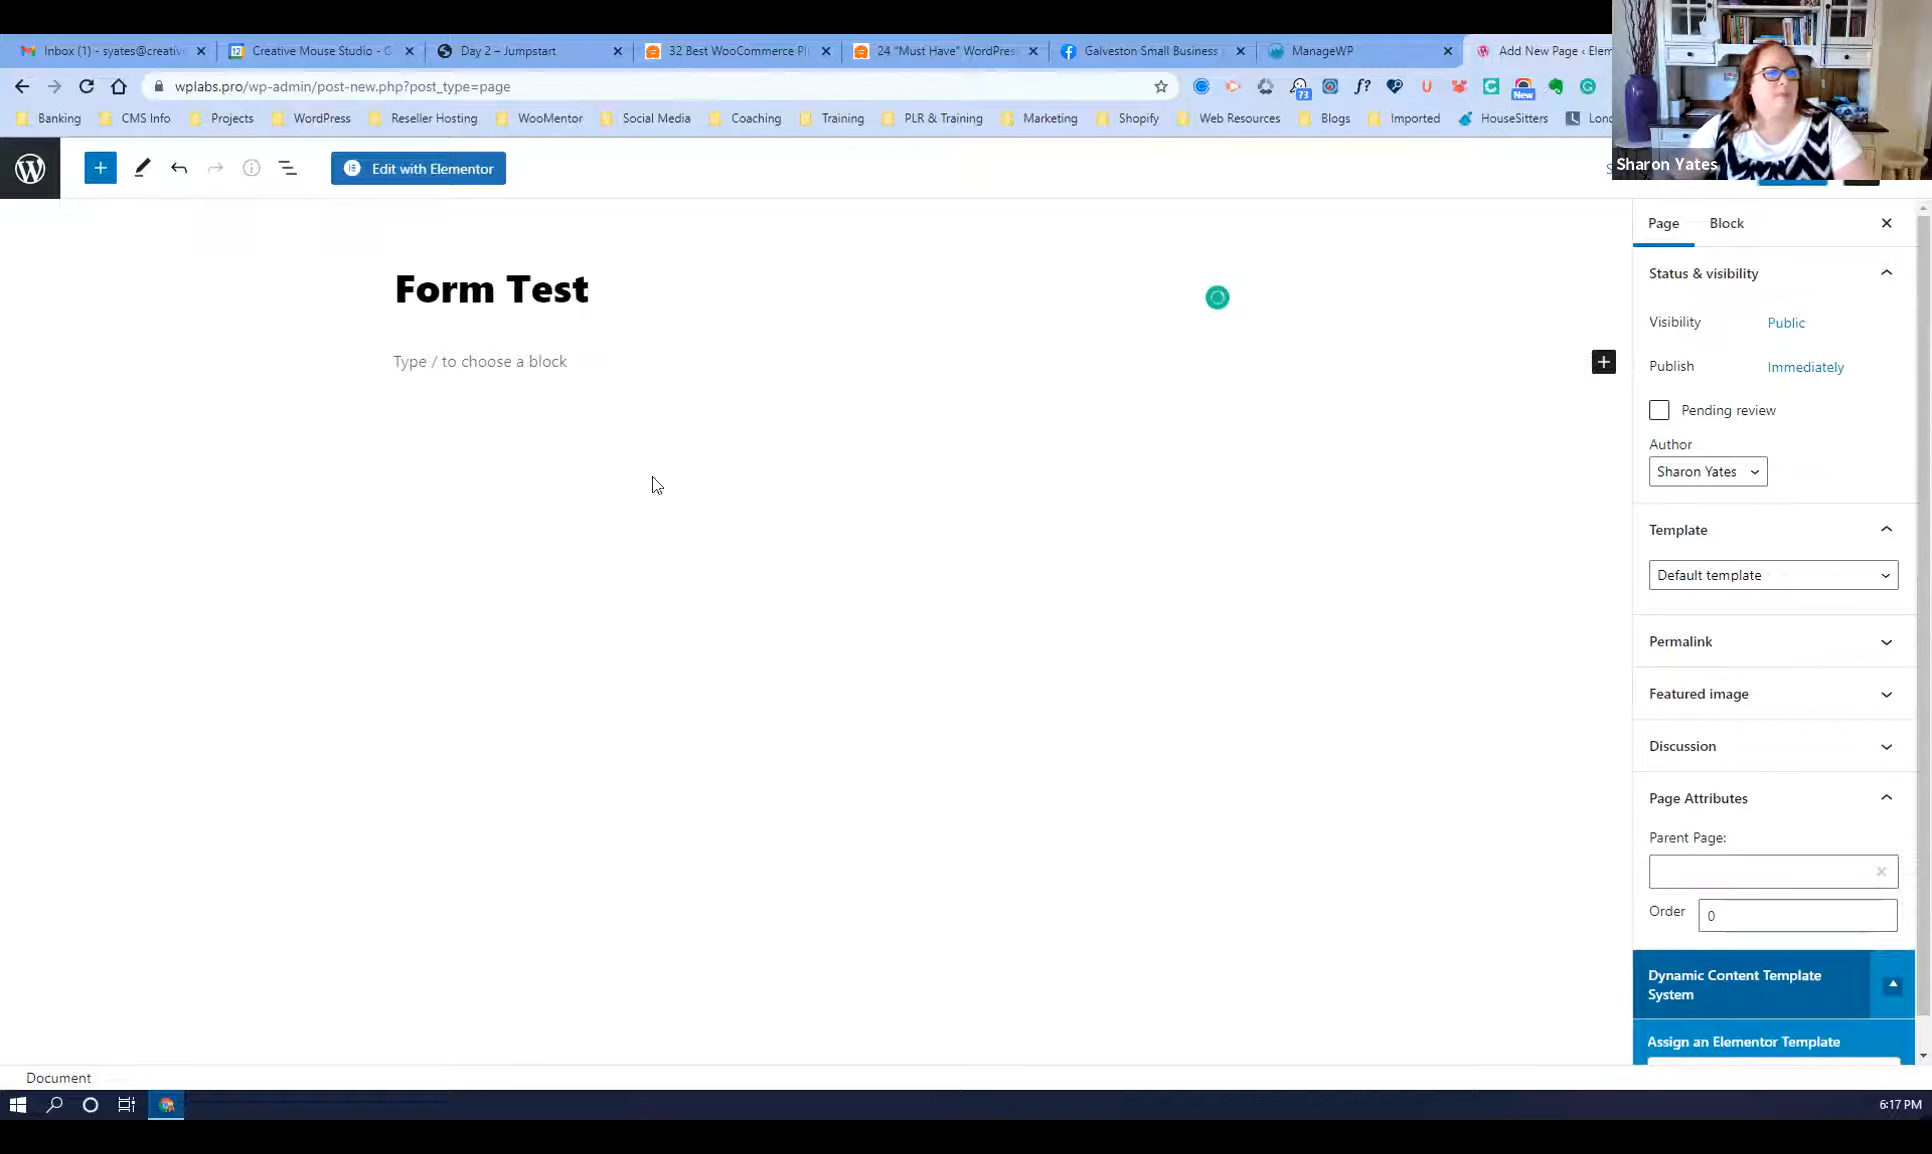 Inbox (1) - syates@creativ
Creative Mouse Studio - C
Day 2 – Jumpstart
32 Best WooCommerce Pl
24 "Must Have" WordPres
Galveston Small Business
ManageWP
Add New Page ‹ Elem
wplabs.pro/wp-admin/post-new.php?post_type=page
73
f?
New
Banking
CMS Info
Projects
WordPress
Reseller Hosting
WooMentor
Social Media
Coaching
Training
PLR & Training
Marketing
Shopify
Web Resources
Blogs
Imported
HouseSitters
Sharon Yates
Edit with Elementor
Page
Block
Form Test
Type / to choose a block
Status & visibility
Visibility
Public
Publish
Immediately
Pending review
Author
Sharon Yates
Template
Default template
Permalink
Featured image
Discussion
Page Attributes
Parent Page:
Order
0
Dynamic Content Template
System
Assign an Elementor Template
Document
6:17 PM